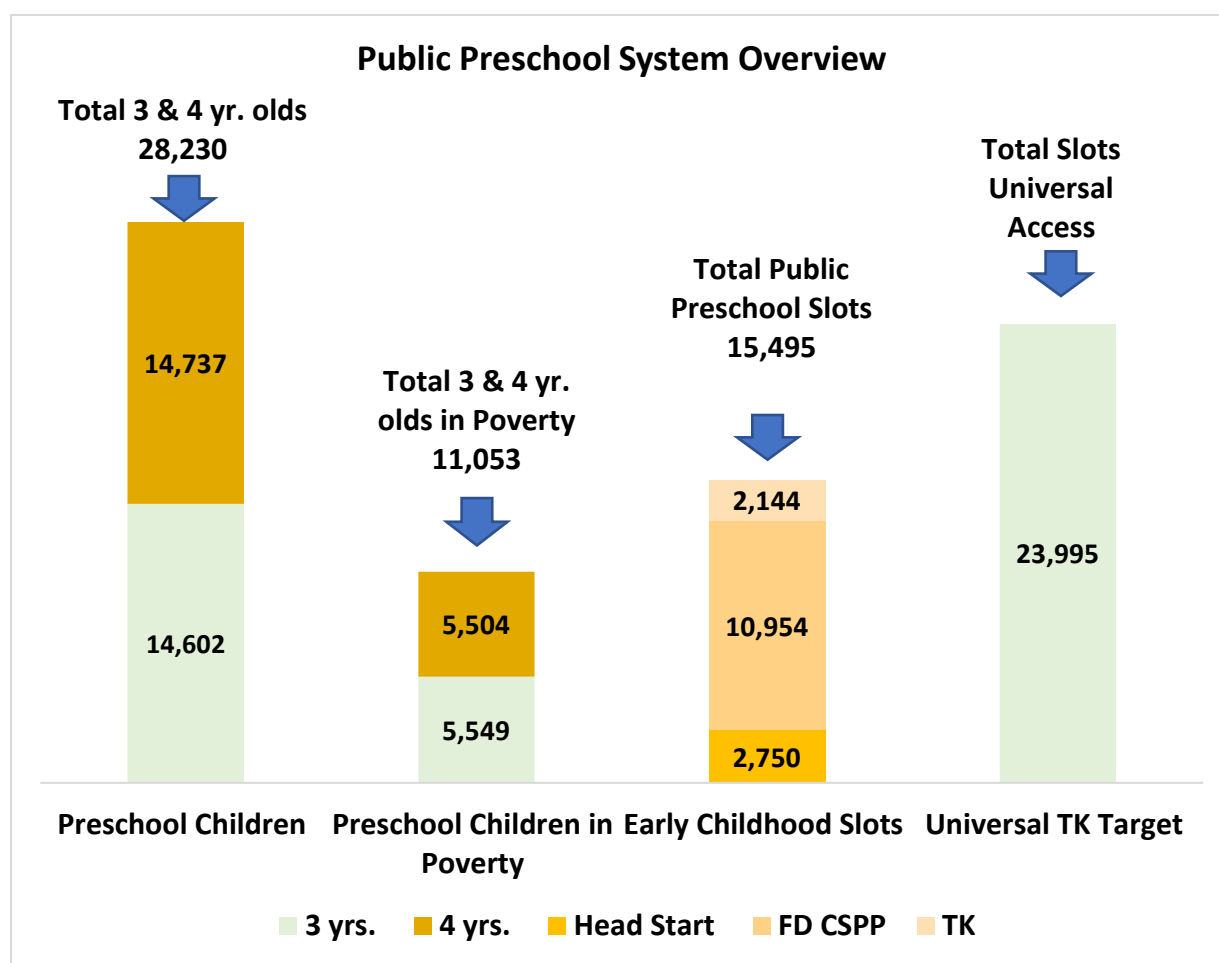 Public Preschool System Overview
Total 3 & 4 yr. olds
28,230
14,737
14,602
Total 3 & 4 yr.
olds in Poverty
11,053
5,504
5,549
Total Public
Preschool Slots
15,495
2,144
10,954
2,750
Total Slots
Universal
Access
23,995
Preschool Children
Preschool Children in
Poverty
Early Childhood Slots
Universal TK Target
3 yrs.
4 yrs.
Head Start
FD CSPP
TK